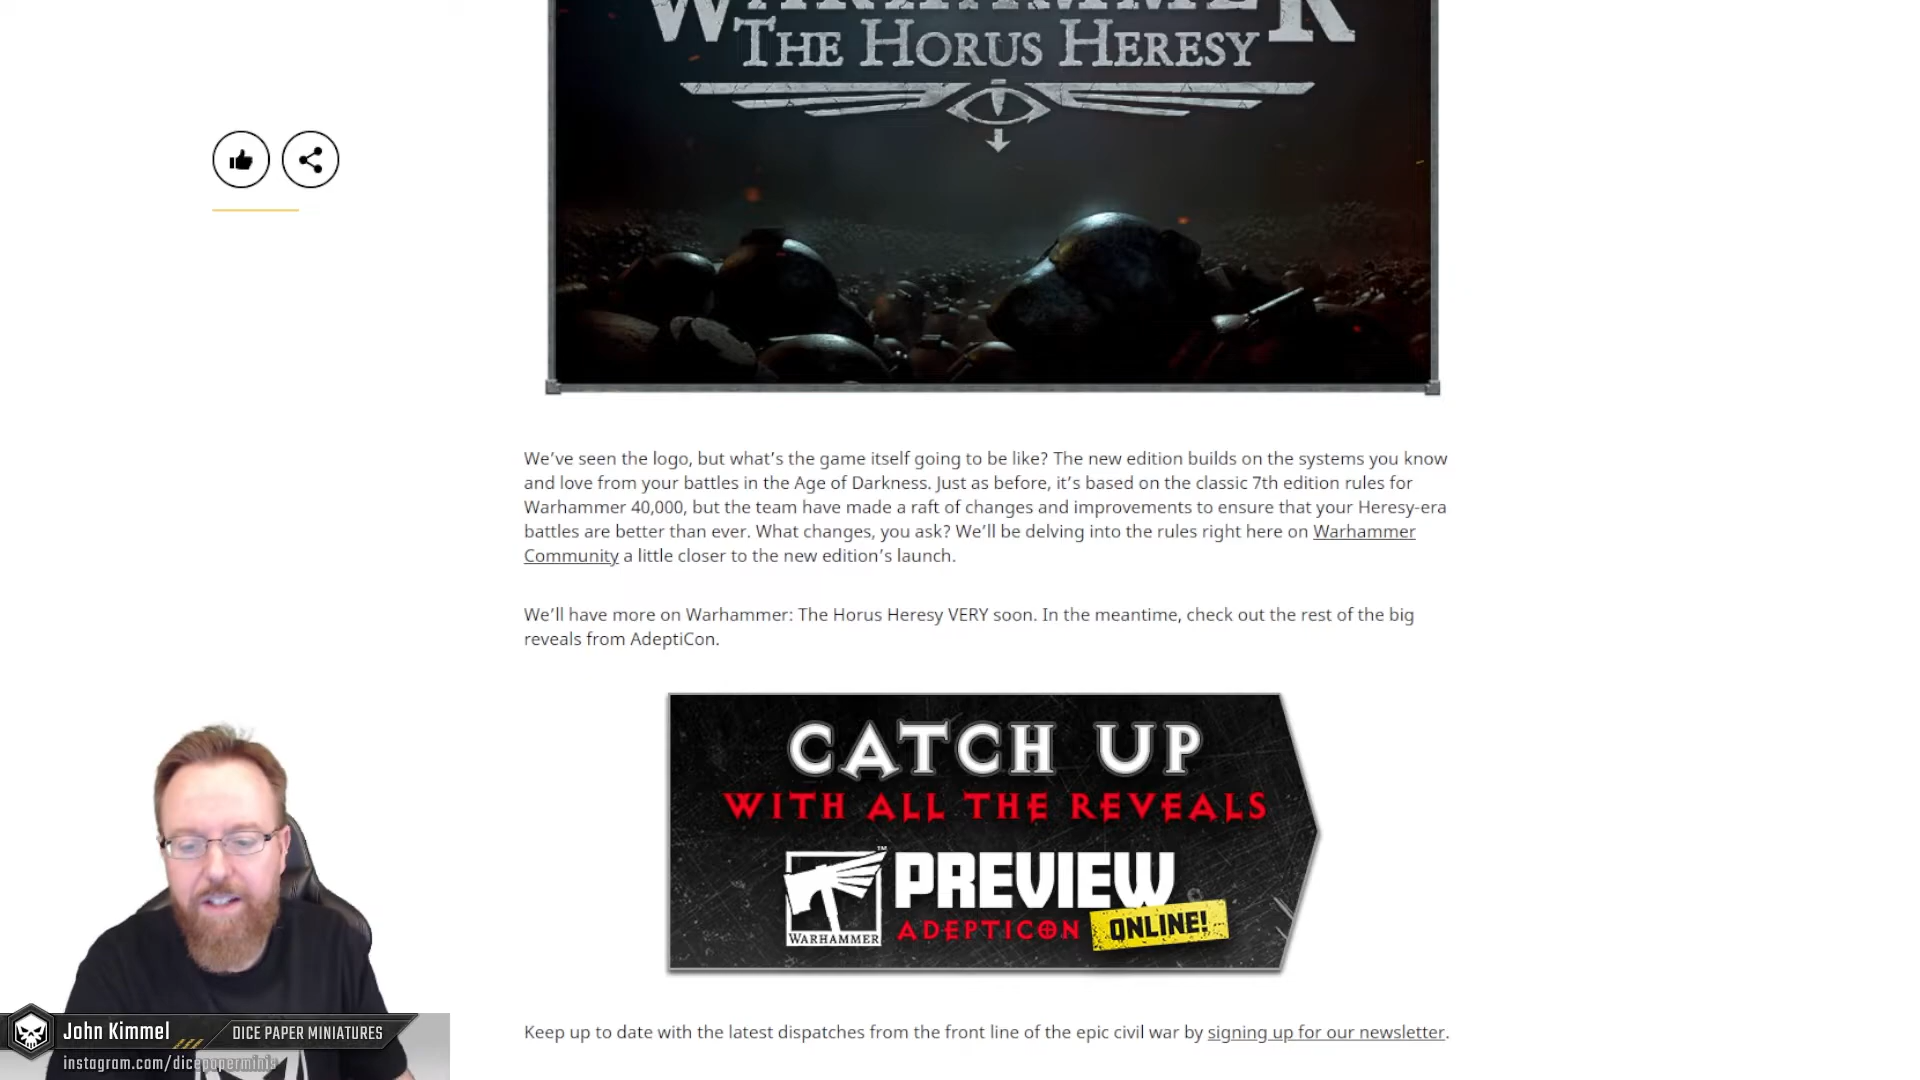 THE HORUS HERESY
We’ve seen the logo, but what’s the game itself going to be like? The new edition builds on the systems you know
and love from your battles in the Age of Darkness. Just as before, it’s based on the classic 7th edition rules for
Warhammer 40,000, but the team have made a raft of changes and improvements to ensure that your Heresy-era
battles are better than ever. What changes, you ask? We’ll be delving into the rules right here on Warhammer
Community a little closer to the new edition’s launch.
We’ll have more on Warhammer: The Horus Heresy VERY soon. In the meantime, check out the rest of the big
reveals from AdeptiCon.
CATCH UP
WITH ALL THE REVEALS
PREVIEW
WARHAMMER
ADEPTICON ONLINE!
Keep up to date with the latest dispatches from the front line of the epic civil war by signing up for our newsletter.
John Kimmel DICE PAPER MINIATURES
instagram.com/dicepaperminis